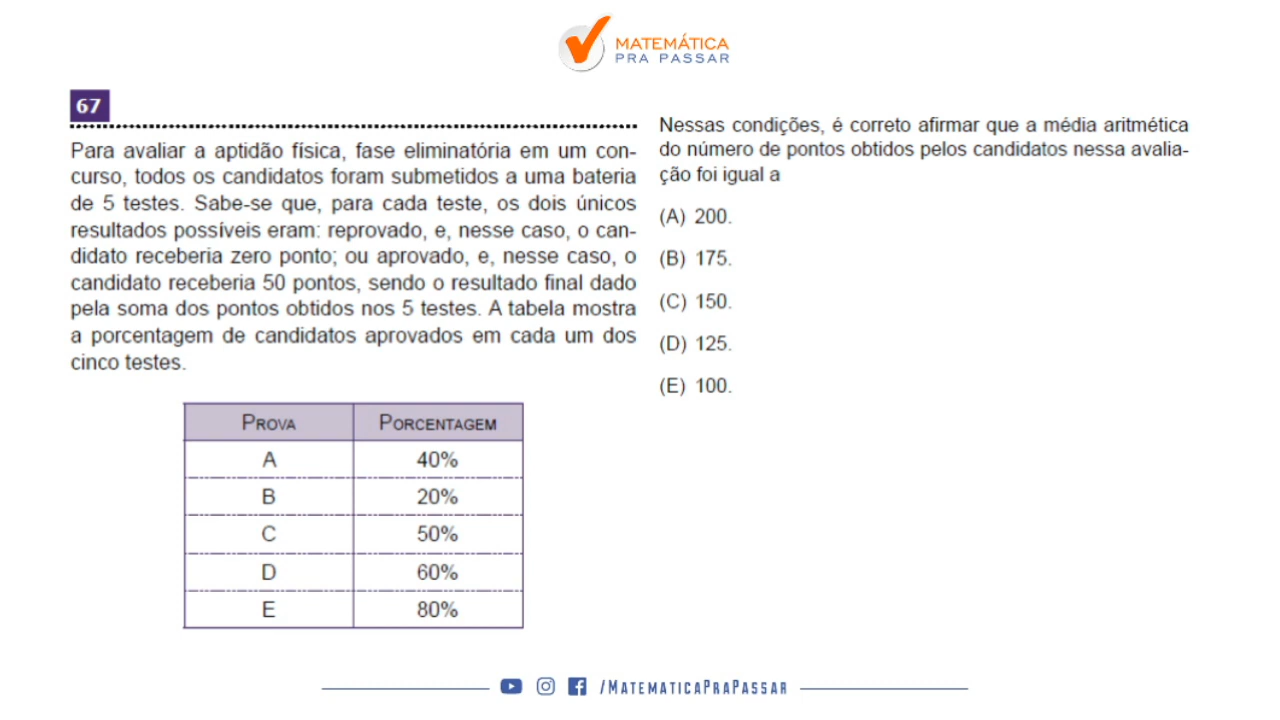 MATEMÁTICA
PRA PASSAR
67
Para avaliar a aptidão física, fase eliminatória em um con-
curso, todos os candidatos foram submetidos a uma bateria
de 5 testes. Sabe-se que, para cada teste, os dois únicos
resultados possíveis eram: reprovado, e, nesse caso, o can-
didato receberia zero ponto; ou aprovado, e, nesse caso, o
candidato receberia 50 pontos, sendo o resultado final dado
pela soma dos pontos obtidos nos 5 testes. A tabela mostra
a porcentagem de candidatos aprovados em cada um dos
cinco testes.
PROVA PORCENTAGEM
A 40%
B 20%
C 50%
D 60%
E 80%
Nessas condições, é correto afirmar que a média aritmética
do número de pontos obtidos pelos candidatos nessa avalia-
ção foi igual a
(A) 200.
(B) 175.
(C) 150.
(D) 125.
(E) 100.
/MATEMATICAPRAPASSAR